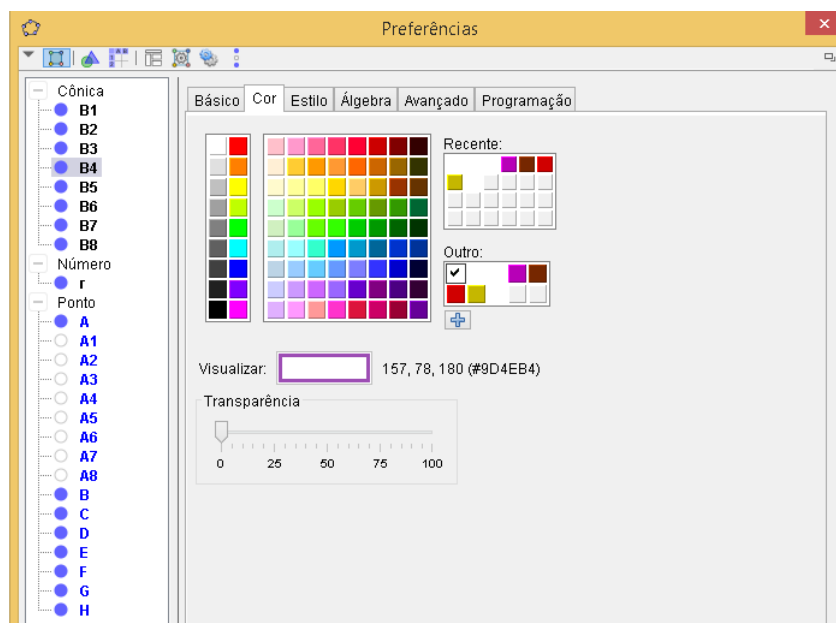 Preferências
Cônica
B1
B2
B3
B4
B5
B6
B7
B8
Número
r
Ponto
A
A1
A2
A3
A4
A5
A6
A7
A8
B
C
D
E
F
G
H
Básico Cor Estilo Álgebra Avançado Programação
Recente:
Outro:
Visualizar: 157, 78, 180 (#9D4EB4)
Transparência
0 25 50 75 100